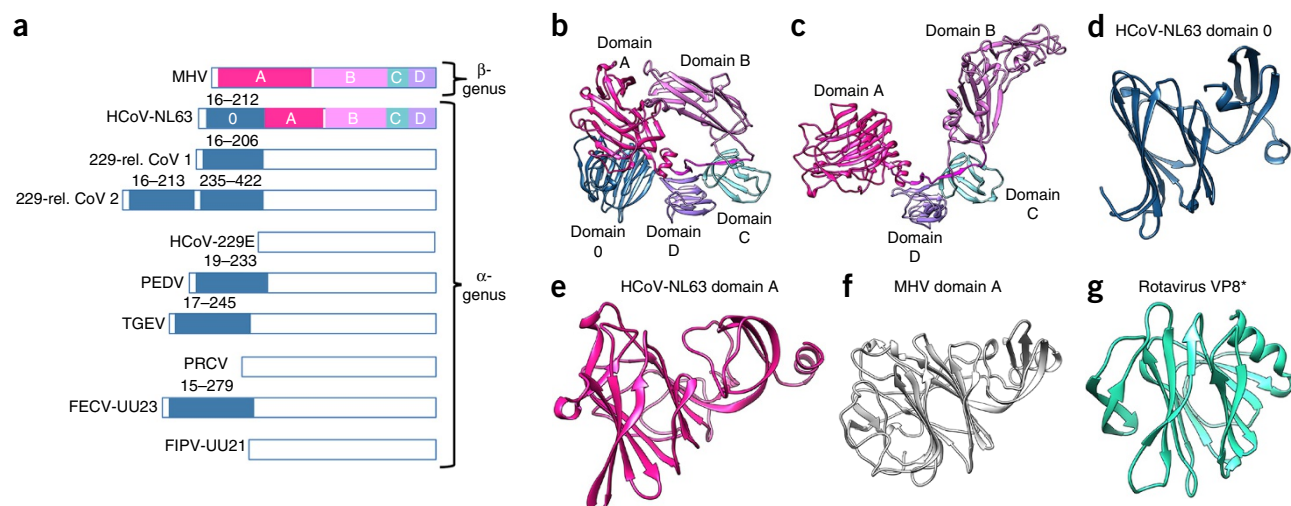 a
MHV
A B C D
β-
genus
16–212
HCoV-NL63
0 A B C D
16–206
229-rel. CoV 1
16–213 235–422
229-rel. CoV 2
HCoV-229E
19–233
PEDV
17–245
TGEV
PRCV
15–279
FECV-UU23
FIPV-UU21
α-
genus
b
Domain
A
Domain B
Domain
0
Domain
D
Domain
C
c
Domain B
Domain A
Domain
D
Domain
C
d
HCoV-NL63 domain 0
e
HCoV-NL63 domain A
f
MHV domain A
g
Rotavirus VP8*